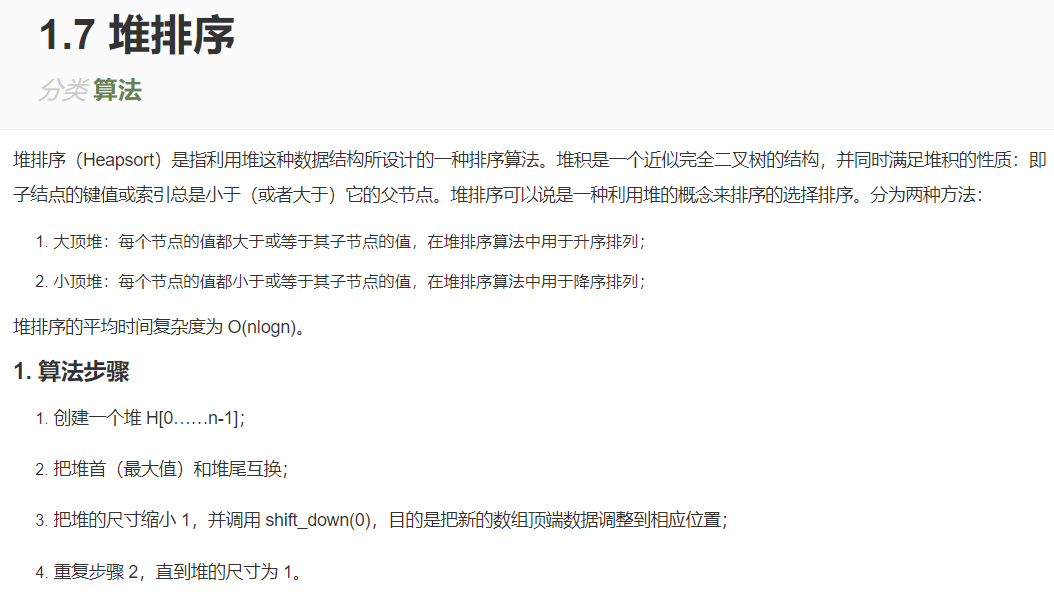 1.7 堆排序
分类 算法
堆排序（Heapsort）是指利用堆这种数据结构所设计的一种排序算法。堆积是一个近似完全二叉树的结构，并同时满足堆积的性质：即
子结点的键值或索引总是小于（或者大于）它的父节点。堆排序可以说是一种利用堆的概念来排序的选择排序。分为两种方法：
1. 大顶堆：每个节点的值都大于或等于其子节点的值，在堆排序算法中用于升序排列；
2. 小顶堆：每个节点的值都小于或等于其子节点的值，在堆排序算法中用于降序排列；
堆排序的平均时间复杂度为 Ο(nlogn)。
1. 算法步骤
1. 创建一个堆 H[0……n-1]；
2. 把堆首（最大值）和堆尾互换；
3. 把堆的尺寸缩小 1，并调用 shift_down(0)，目的是把新的数组顶端数据调整到相应位置；
4. 重复步骤 2，直到堆的尺寸为 1。